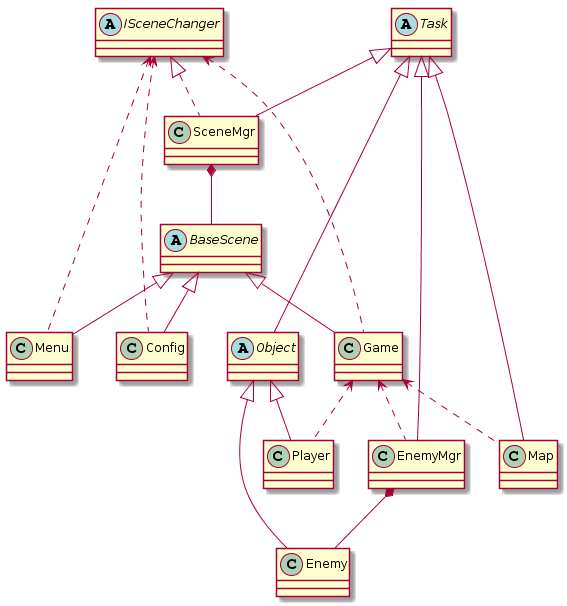 A ISceneChanger
A Task
C SceneMgr
A BaseScene
C Menu
C Config
A Object
C Game
C Player
C EnemyMgr
C Map
C Enemy